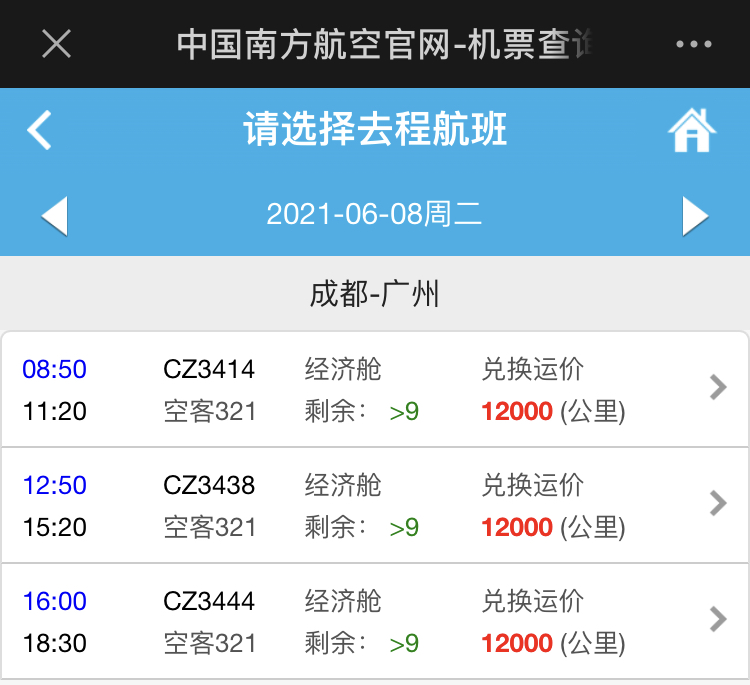 中国南方航空官网-机票查询
请选择去程航班
2021-06-08周二
成都-广州
08:50 CZ3414 经济舱 兑换运价
11:20 空客321 剩余： >9 12000 (公里)
12:50 CZ3438 经济舱 兑换运价
15:20 空客321 剩余： >9 12000 (公里)
16:00 CZ3444 经济舱 兑换运价
18:30 空客321 剩余： >9 12000 (公里)